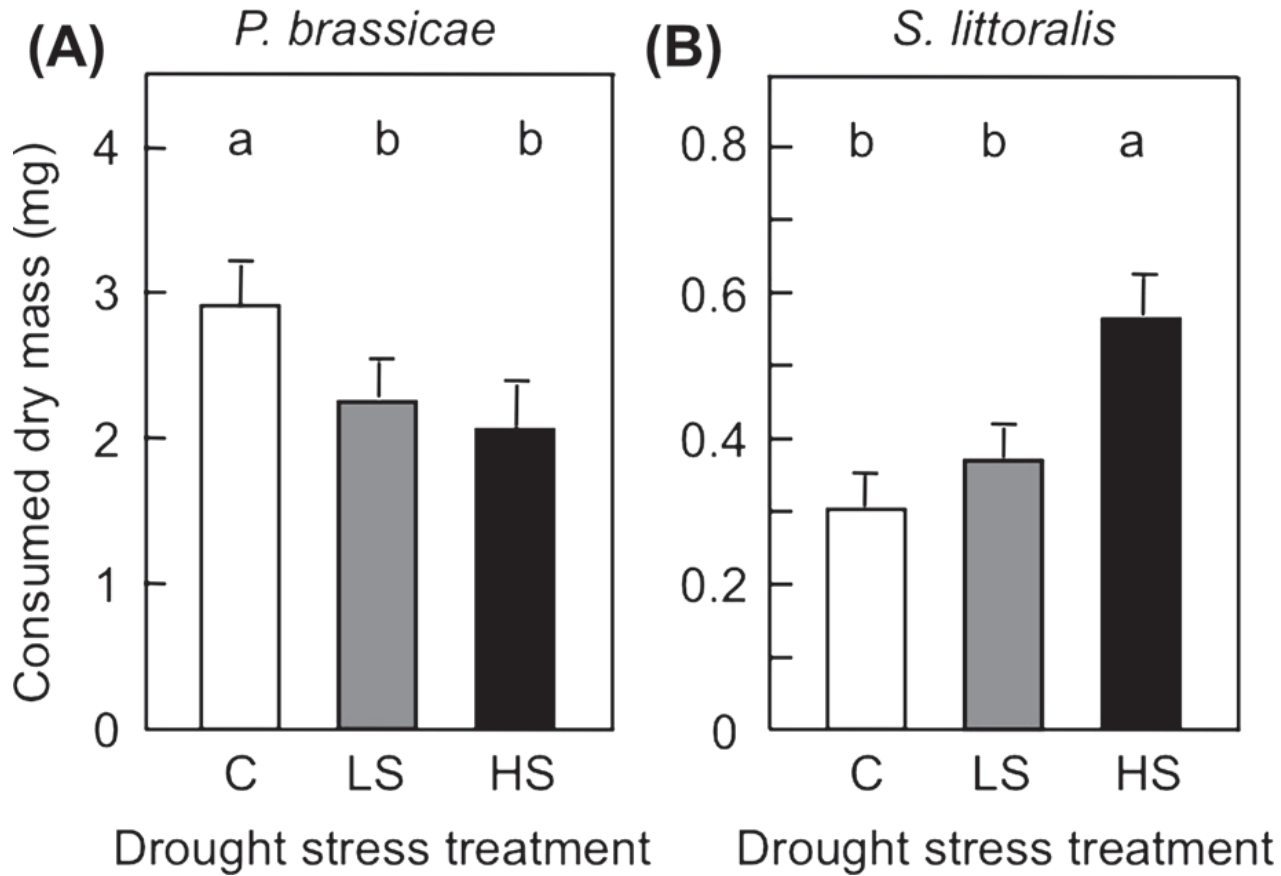 (A) P. brassicae
(B) S. littoralis
Consumed dry mass (mg)
a b b
4
3
2
1
0
C LS HS
Drought stress treatment
b b a
0.8
0.6
0.4
0.2
0
C LS HS
Drought stress treatment